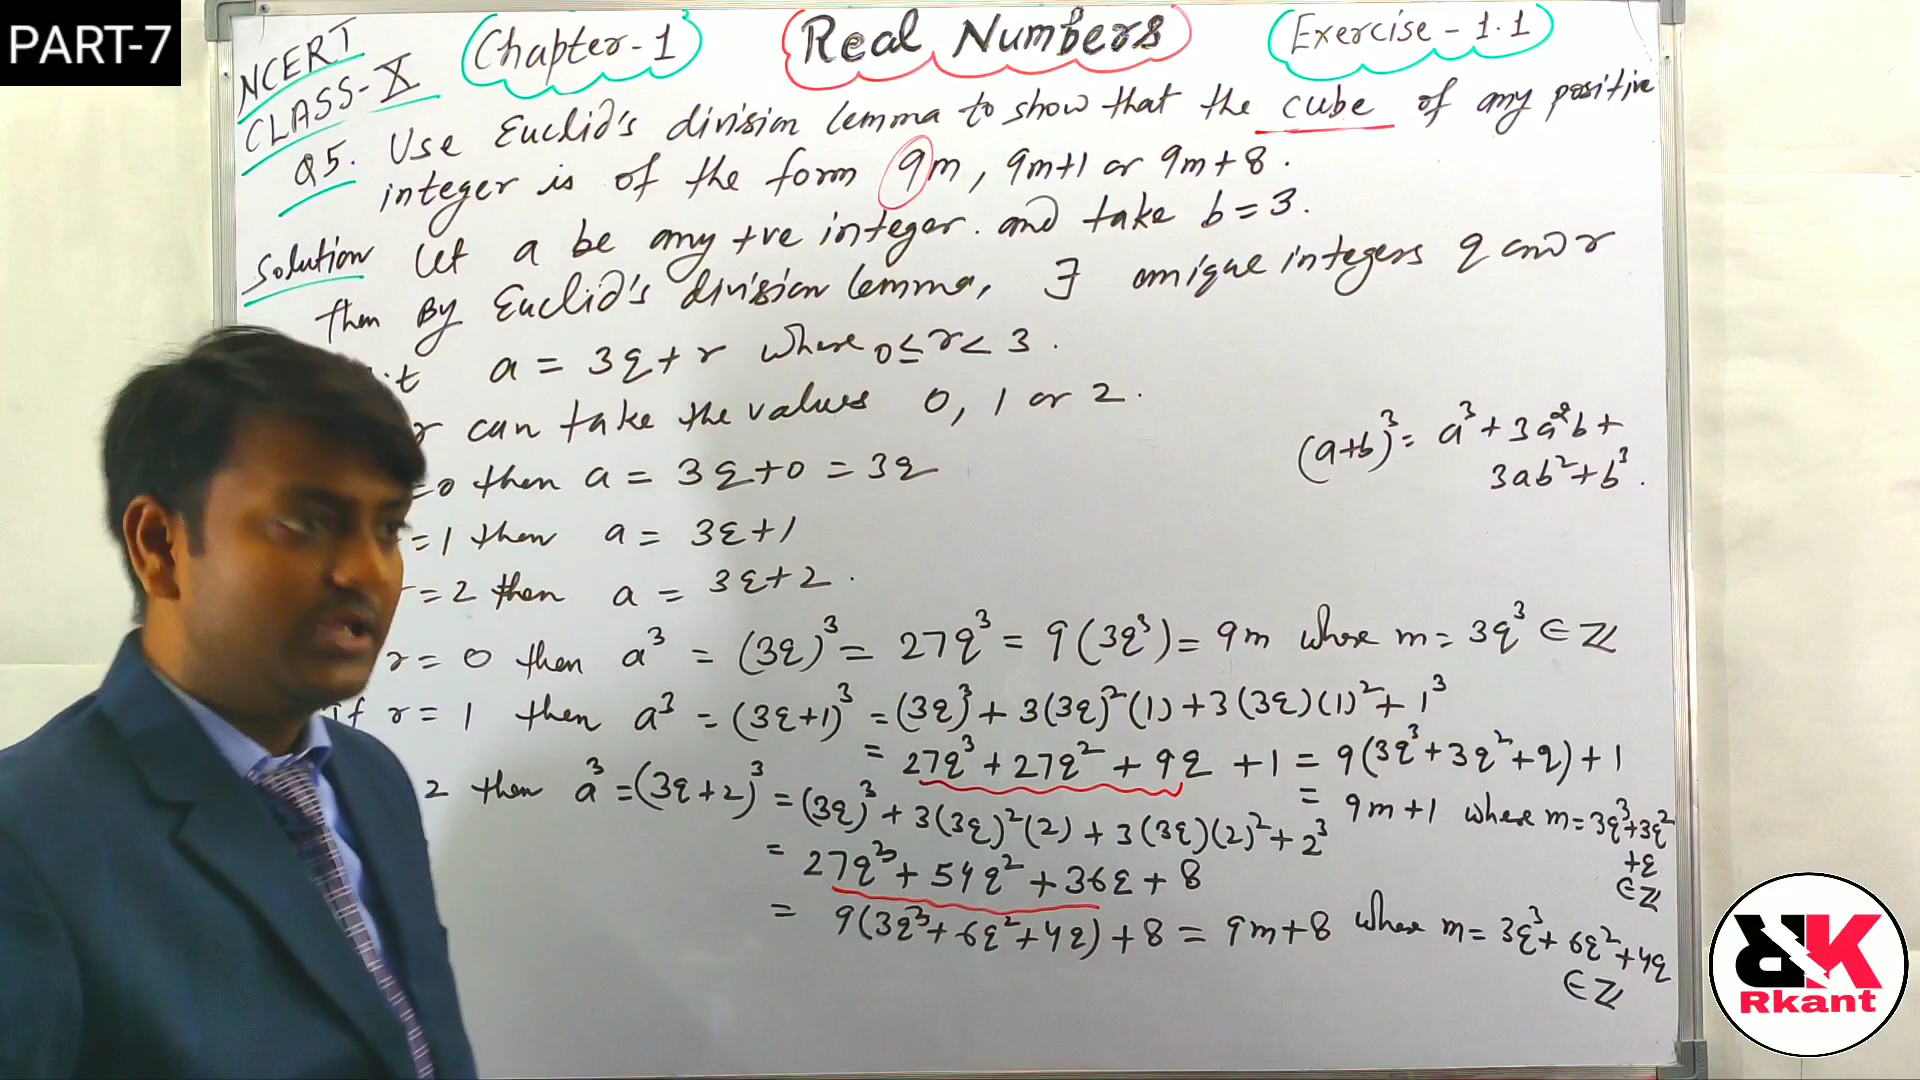 PART-7
NCERT
CLASS-X
Chapter-1 Real Numbers Exercise-1.1
Q5. Use Euclid's division lemma to show that the cube of any positive
integer is of the form 9m, 9m+1 or 9m+8.
Solution Let a be any +ve integer. and take b=3.
then By Euclid's division lemma, ∃ unique integers q and r
a = 3q+r where 0≤r<3.
r can take the values 0, 1 or 2.
=0 then a = 3q+0 = 3q
=1 then a = 3q+1
=2 then a = 3q+2.
(a+b)³ = a³+3a²b+
3ab²+b³.
r=0 then a³ = (3q)³ = 27q³ = 9(3q³) = 9m where m = 3q³ ∈ ℤ
if r=1 then a³ = (3q+1)³ = (3q)³+3(3q)²(1)+3(3q)(1)²+1³
= 27q³+27q²+9q+1 = 9(3q³+3q²+q)+1
= 9m+1 where m=3q³+3q²
+q
∈ℤ
2 then a³=(3q+2)³ = (3q)³+3(3q)²(2)+3(3q)(2)²+2³
= 27q³+54q²+36q+8
= 9(3q³+6q²+4q)+8 = 9m+8 where m=3q³+6q²+4q
∈ℤ
RK
Rkant